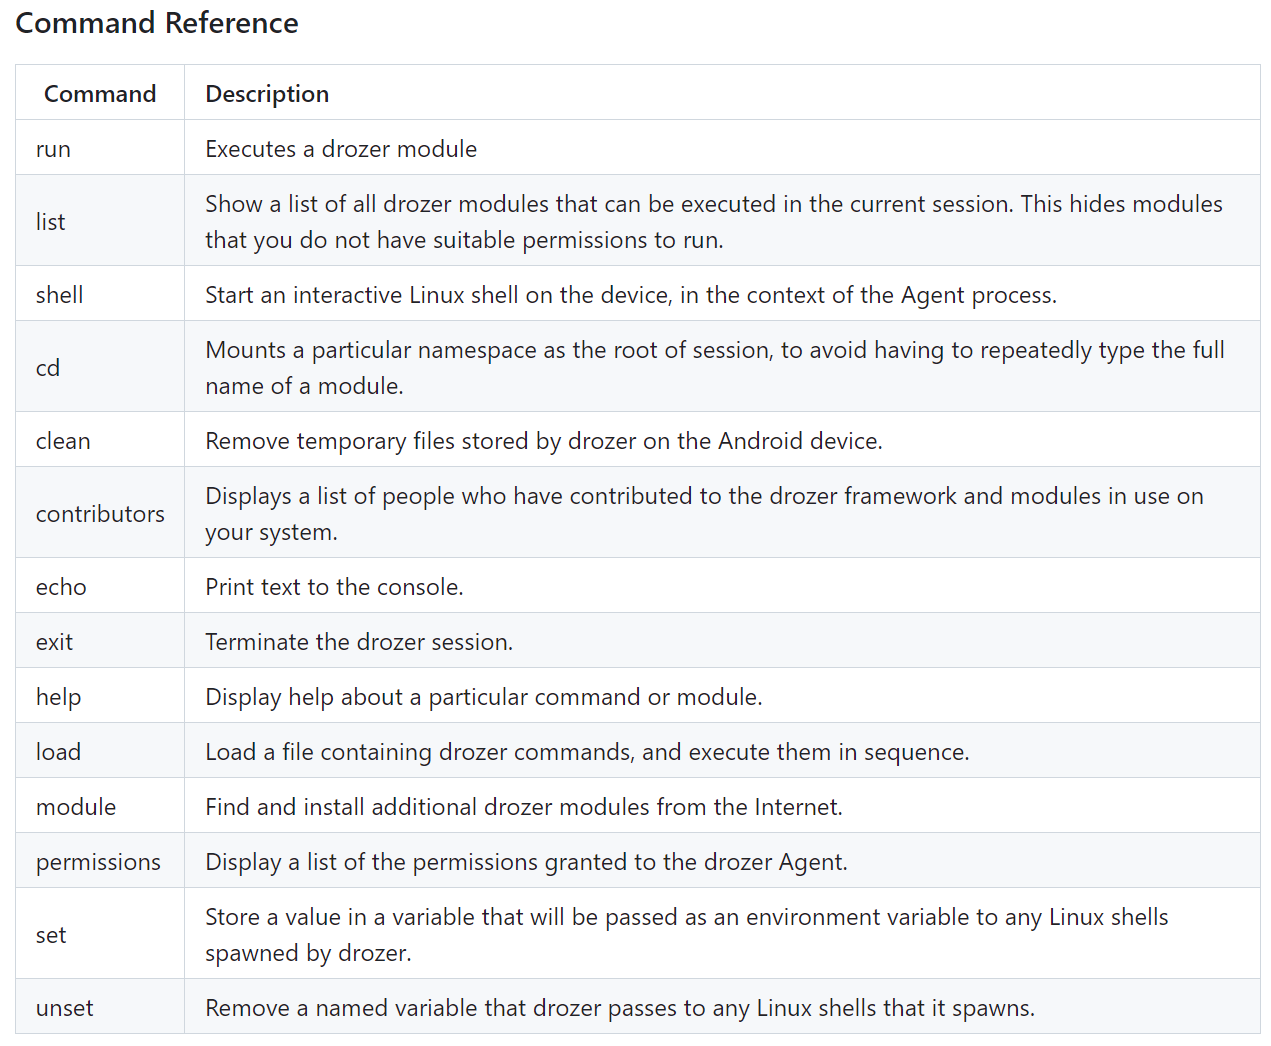 Command Reference
Command Description
run Executes a drozer module
list Show a list of all drozer modules that can be executed in the current session. This hides modules
that you do not have suitable permissions to run.
shell Start an interactive Linux shell on the device, in the context of the Agent process.
cd Mounts a particular namespace as the root of session, to avoid having to repeatedly type the full
name of a module.
clean Remove temporary files stored by drozer on the Android device.
contributors Displays a list of people who have contributed to the drozer framework and modules in use on
your system.
echo Print text to the console.
exit Terminate the drozer session.
help Display help about a particular command or module.
load Load a file containing drozer commands, and execute them in sequence.
module Find and install additional drozer modules from the Internet.
permissions Display a list of the permissions granted to the drozer Agent.
set Store a value in a variable that will be passed as an environment variable to any Linux shells
spawned by drozer.
unset Remove a named variable that drozer passes to any Linux shells that it spawns.